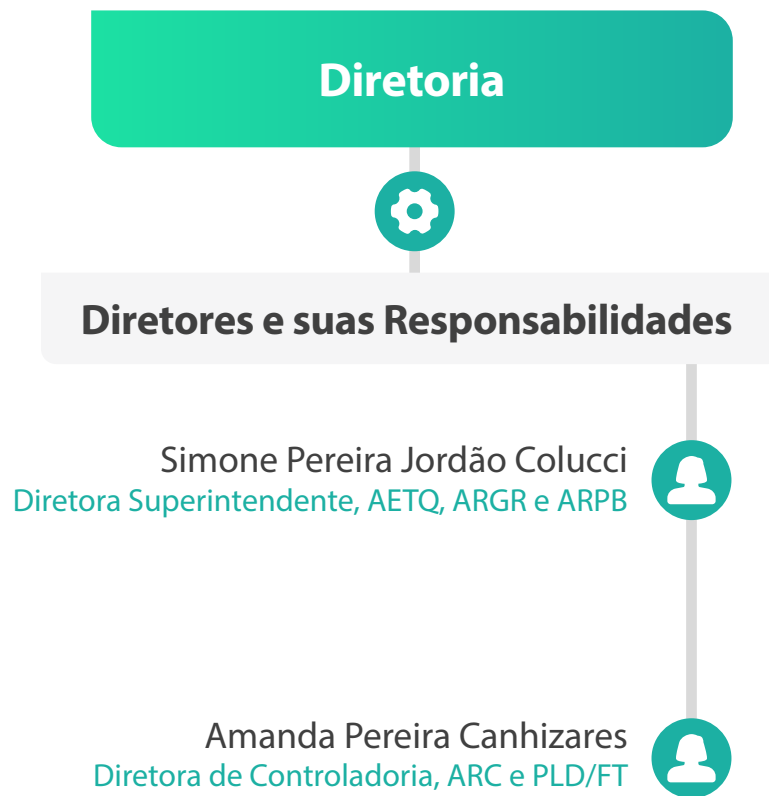 Diretoria
Diretores e suas Responsabilidades
Simone Pereira Jordão Colucci
Diretora Superintendente, AETQ, ARGR e ARPB
Amanda Pereira Canhizares
Diretora de Controladoria, ARC e PLD/FT